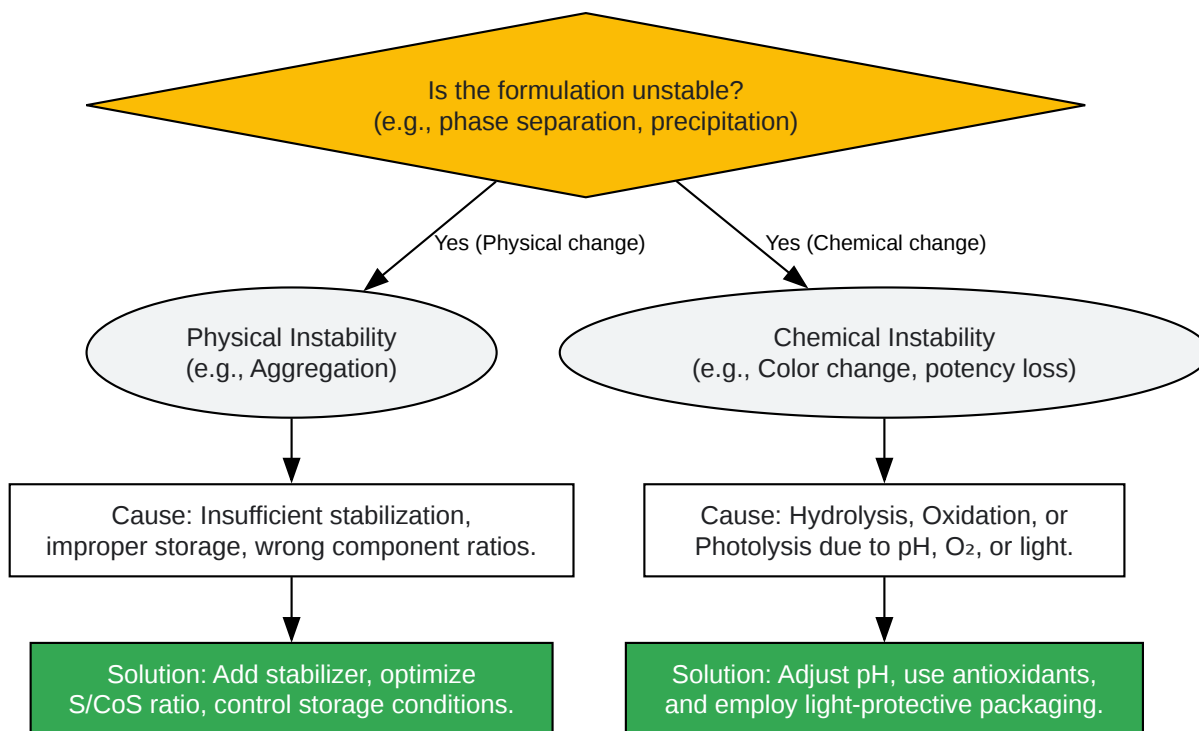 Is the formulation unstable?
(e.g., phase separation, precipitation)
Yes (Physical change)
Yes (Chemical change)
Physical Instability
(e.g., Aggregation)
Chemical Instability
(e.g., Color change, potency loss)
Cause: Insufficient stabilization,
improper storage, wrong component ratios.
Cause: Hydrolysis, Oxidation, or
Photolysis due to pH, O₂, or light.
Solution: Add stabilizer, optimize
S/CoS ratio, control storage conditions.
Solution: Adjust pH, use antioxidants,
and employ light-protective packaging.